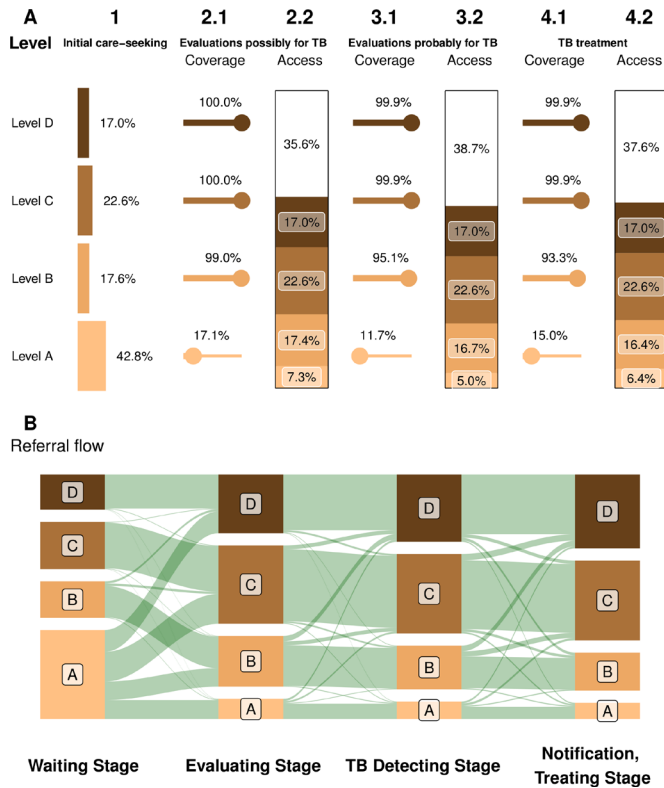 A 1 2.1 2.2 3.1 3.2 4.1 4.2
Level Initial care−seeking Evaluations possibly for TB Evaluations probably for TB TB treatment
Coverage Access Coverage Access Coverage Access
100.0% 99.9% 99.9%
Level D 17.0% 35.6% 38.7% 37.6%
100.0% 99.9% 99.9%
Level C 22.6% 17.0% 17.0% 17.0%
99.0% 95.1% 93.3%
Level B 17.6% 22.6% 22.6% 22.6%
17.1% 17.4% 11.7% 16.7% 15.0% 16.4%
Level A 42.8% 7.3% 5.0% 6.4%
B
Referral flow
D D D D
C C C C
B B B B
A A A A
Waiting Stage Evaluating Stage TB Detecting Stage Notification,
Treating Stage